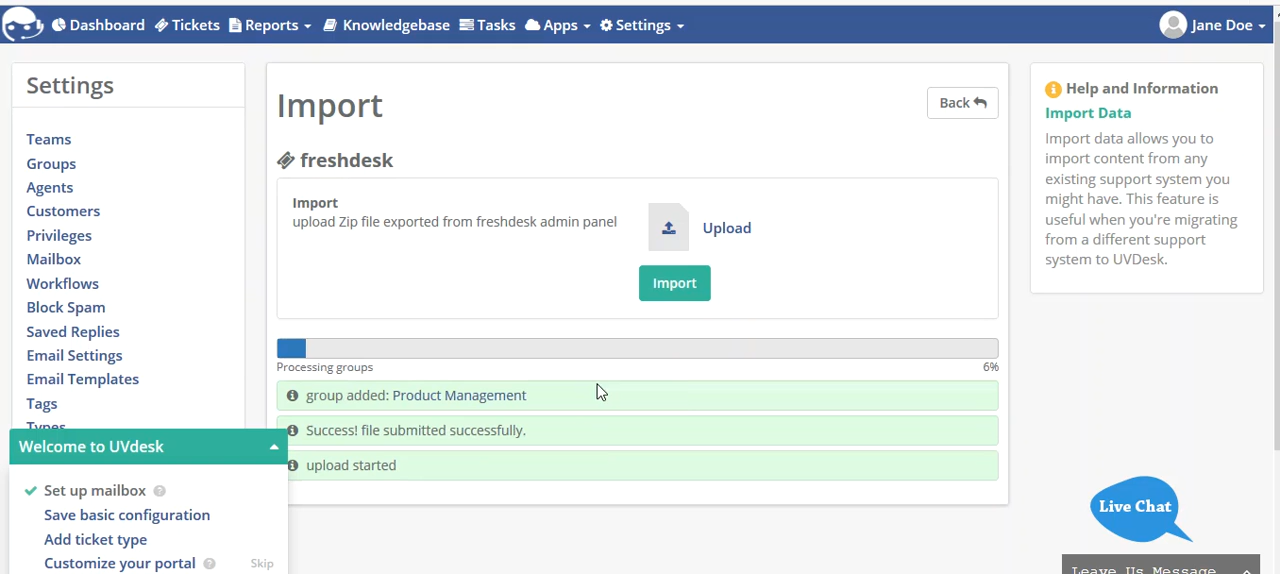 Dashboard Tickets Reports Knowledgebase Tasks Apps Settings Jane Doe
Settings
Teams
Groups
Agents
Customers
Privileges
Mailbox
Workflows
Block Spam
Saved Replies
Email Settings
Email Templates
Tags
Types
Welcome to UVdesk
Set up mailbox
Save basic configuration
Add ticket type
Customize your portal Skip
Import
Back
freshdesk
Import
upload Zip file exported from freshdesk admin panel
Upload
Import
Processing groups 6%
group added: Product Management
Success! file submitted successfully.
upload started
Help and Information
Import Data
Import data allows you to
import content from any
existing support system you
might have. This feature is
useful when you're migrating
from a different support
system to UVDesk.
Live Chat
Leave Us Message